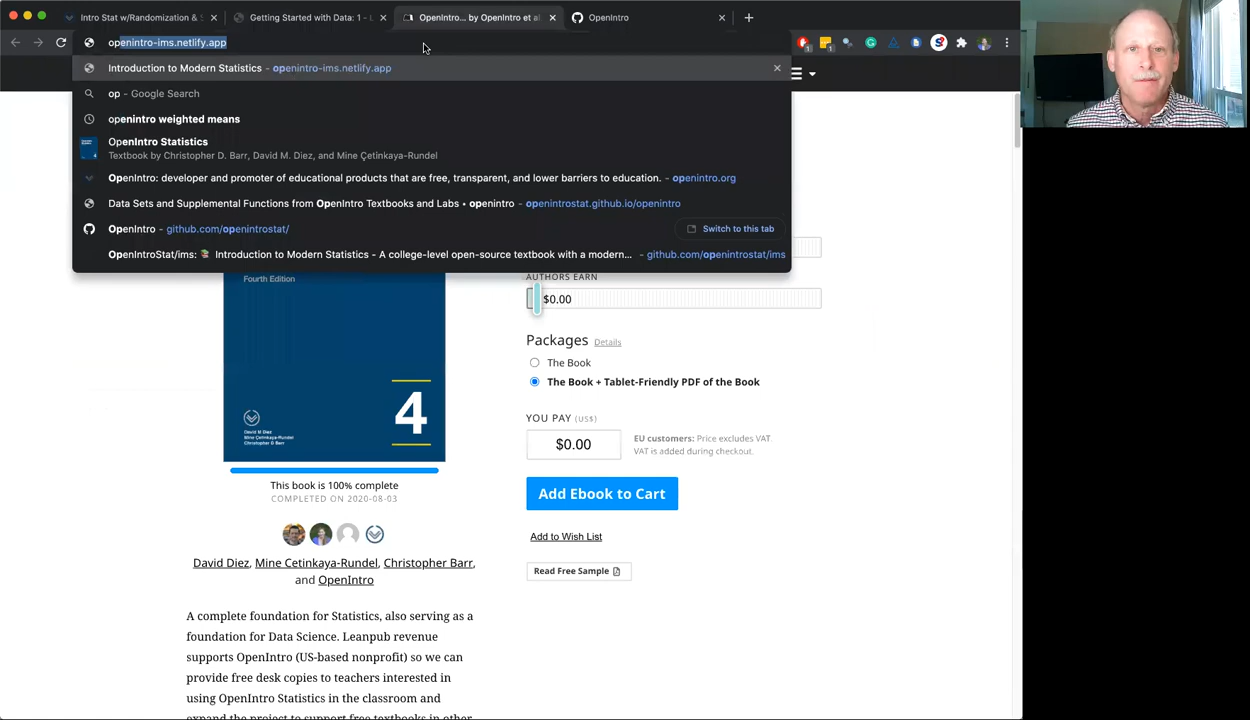 Intro Stat w/Randomization & S
Getting Started with Data: 1 - L
OpenIntro... by OpenIntro et al
OpenIntro
openintro-ims.netlify.app
Introduction to Modern Statistics - openintro-ims.netlify.app
op - Google Search
openintro weighted means
OpenIntro Statistics
Textbook by Christopher D. Barr, David M. Diez, and Mine Çetinkaya-Rundel
OpenIntro: developer and promoter of educational products that are free, transparent, and lower barriers to education. - openintro.org
Data Sets and Supplemental Functions from OpenIntro Textbooks and Labs • openintro - openintrostat.github.io/openintro
OpenIntro - github.com/openintrostat/
Switch to this tab
OpenIntroStat/ims: 📚 Introduction to Modern Statistics - A college-level open-source textbook with a modern... - github.com/openintrostat/ims
Fourth Edition
4
David M Diez
Mine Çetinkaya-Rundel
Christopher D Barr
This book is 100% complete
COMPLETED ON 2020-08-03
David Diez, Mine Cetinkaya-Rundel, Christopher Barr,
and OpenIntro
A complete foundation for Statistics, also serving as a
foundation for Data Science. Leanpub revenue
supports OpenIntro (US-based nonprofit) so we can
provide free desk copies to teachers interested in
using OpenIntro Statistics in the classroom and
expand the project to support free textbooks in other
AUTHORS EARN
$0.00
Packages Details
The Book
The Book + Tablet-Friendly PDF of the Book
YOU PAY (US$)
$0.00
EU customers: Price excludes VAT.
VAT is added during checkout.
Add Ebook to Cart
Add to Wish List
Read Free Sample